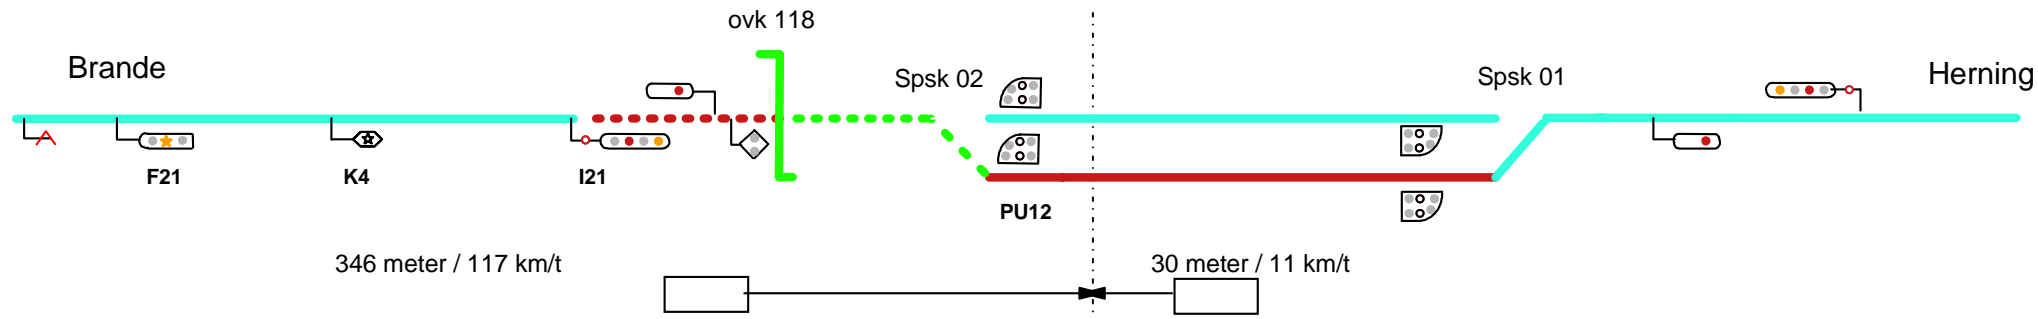 ovk 118
Brande
Spsk 02
Spsk 01
Herning
F21
K4
I21
PU12
346 meter / 117 km/t
30 meter / 11 km/t